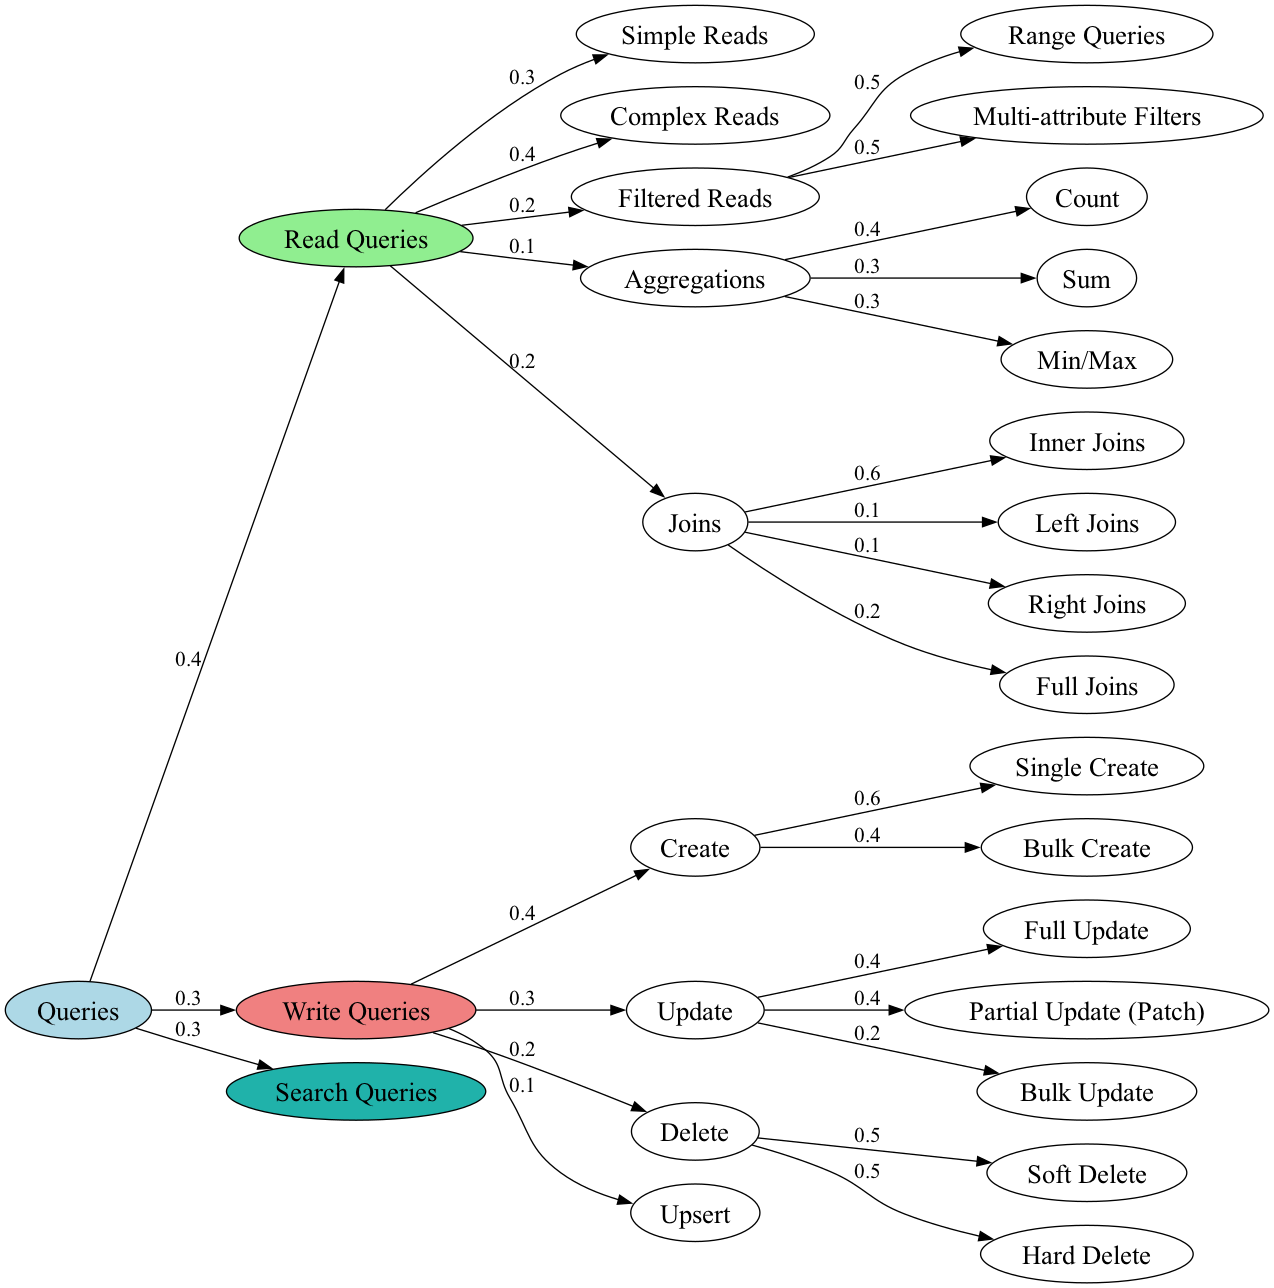 Simple Reads
Range Queries
0.3
0.5
Complex Reads
Multi-attribute Filters
0.4
0.5
Filtered Reads
Count
0.2
0.4
Read Queries
0.1
Aggregations
0.3
Sum
0.3
Min/Max
0.2
Inner Joins
0.6
Joins
0.1
Left Joins
0.1
Right Joins
0.2
0.4
Full Joins
Single Create
0.6
Create
0.4
Bulk Create
0.4
Full Update
0.4
Queries
0.3
Write Queries
0.3
Update
0.4
Partial Update (Patch)
0.3
0.2
0.2
Search Queries
0.1
Bulk Update
Delete
0.5
Soft Delete
0.5
Upsert
Hard Delete